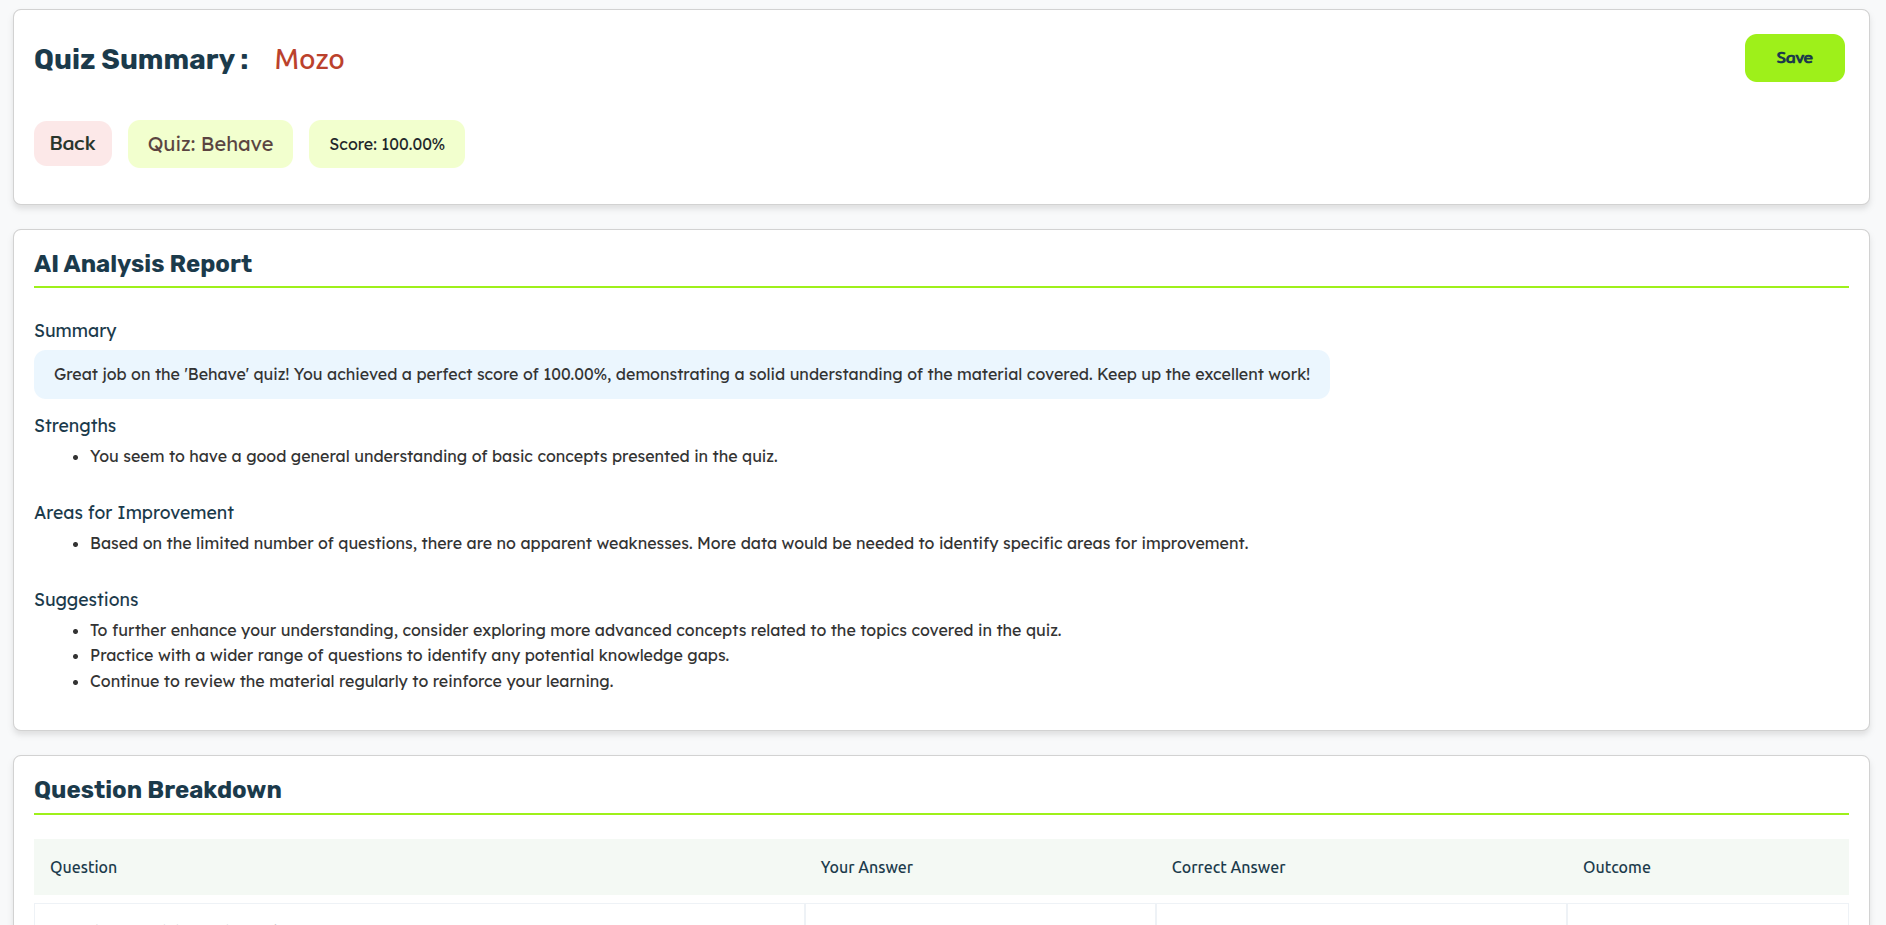 Quiz Summary : Mozo
Save
Back
Quiz: Behave
Score: 100.00%
AI Analysis Report
Summary
Great job on the 'Behave' quiz! You achieved a perfect score of 100.00%, demonstrating a solid understanding of the material covered. Keep up the excellent work!
Strengths
• You seem to have a good general understanding of basic concepts presented in the quiz.
Areas for Improvement
• Based on the limited number of questions, there are no apparent weaknesses. More data would be needed to identify specific areas for improvement.
Suggestions
• To further enhance your understanding, consider exploring more advanced concepts related to the topics covered in the quiz.
• Practice with a wider range of questions to identify any potential knowledge gaps.
• Continue to review the material regularly to reinforce your learning.
Question Breakdown
Question Your Answer Correct Answer Outcome